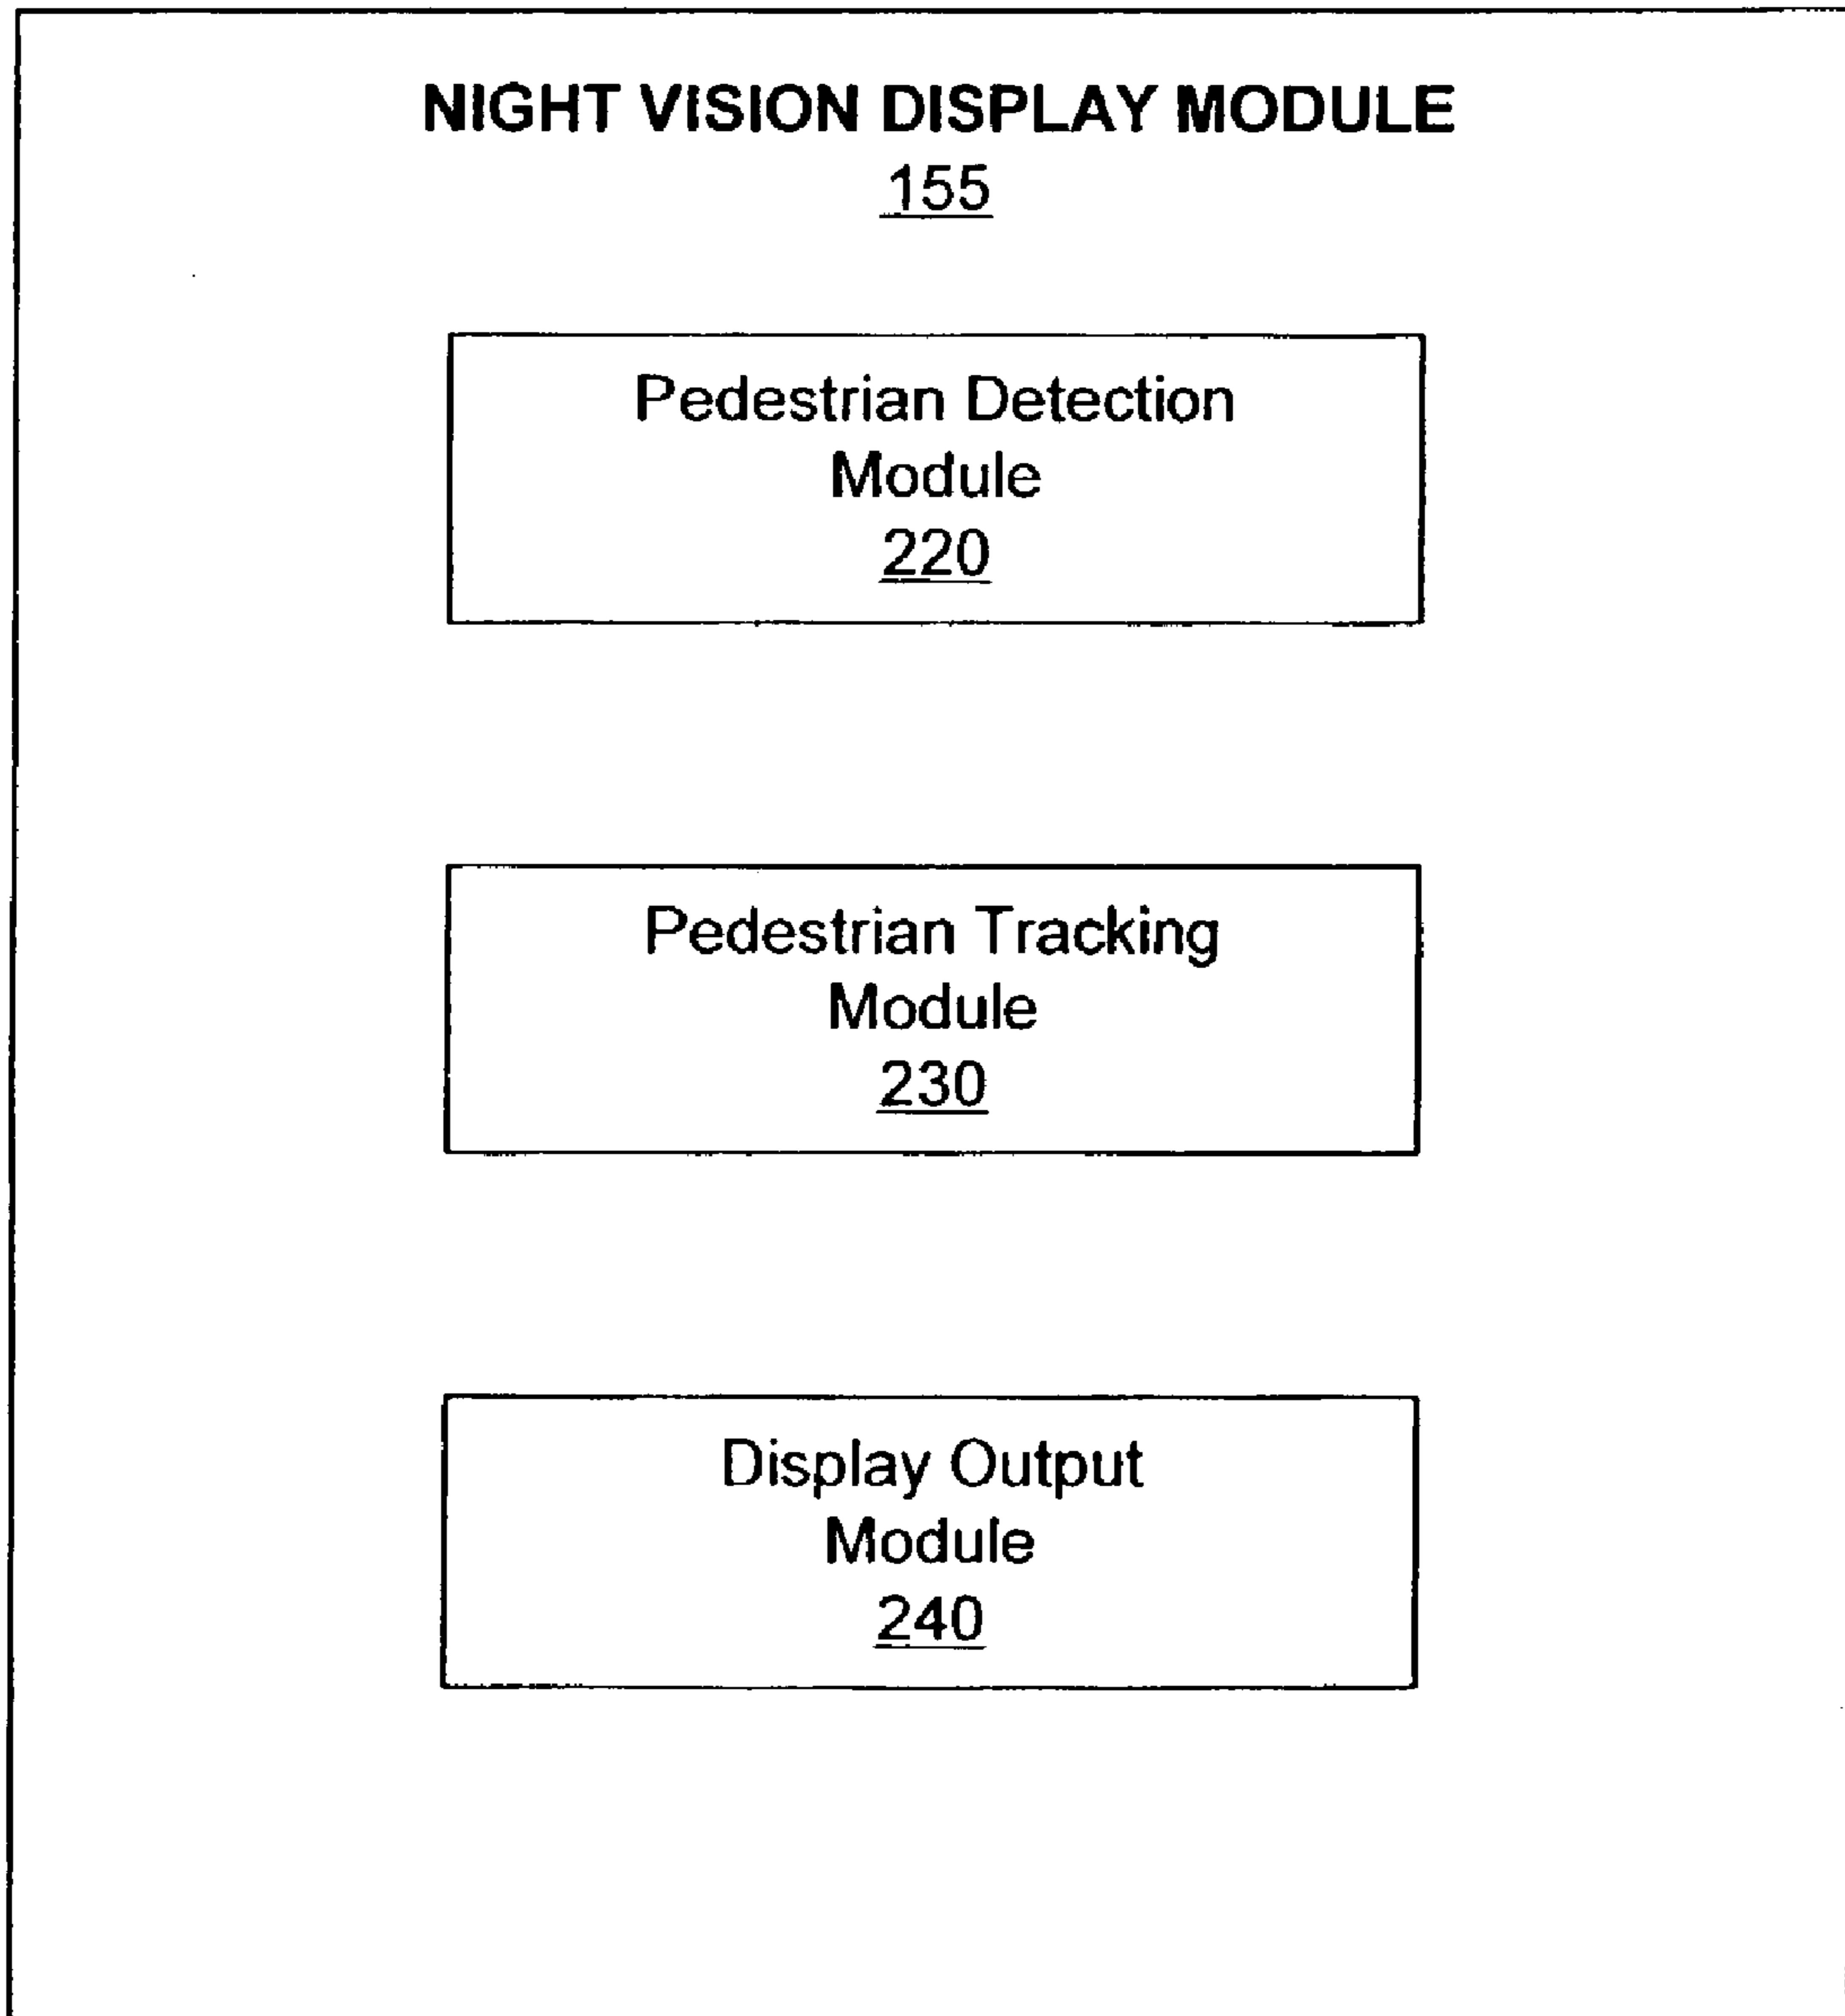 NIGHT VISION DISPLAY MODULE
155
Pedestrian Detection
Module
220
Pedestrian Tracking
Module
230
Display Output
Module
240